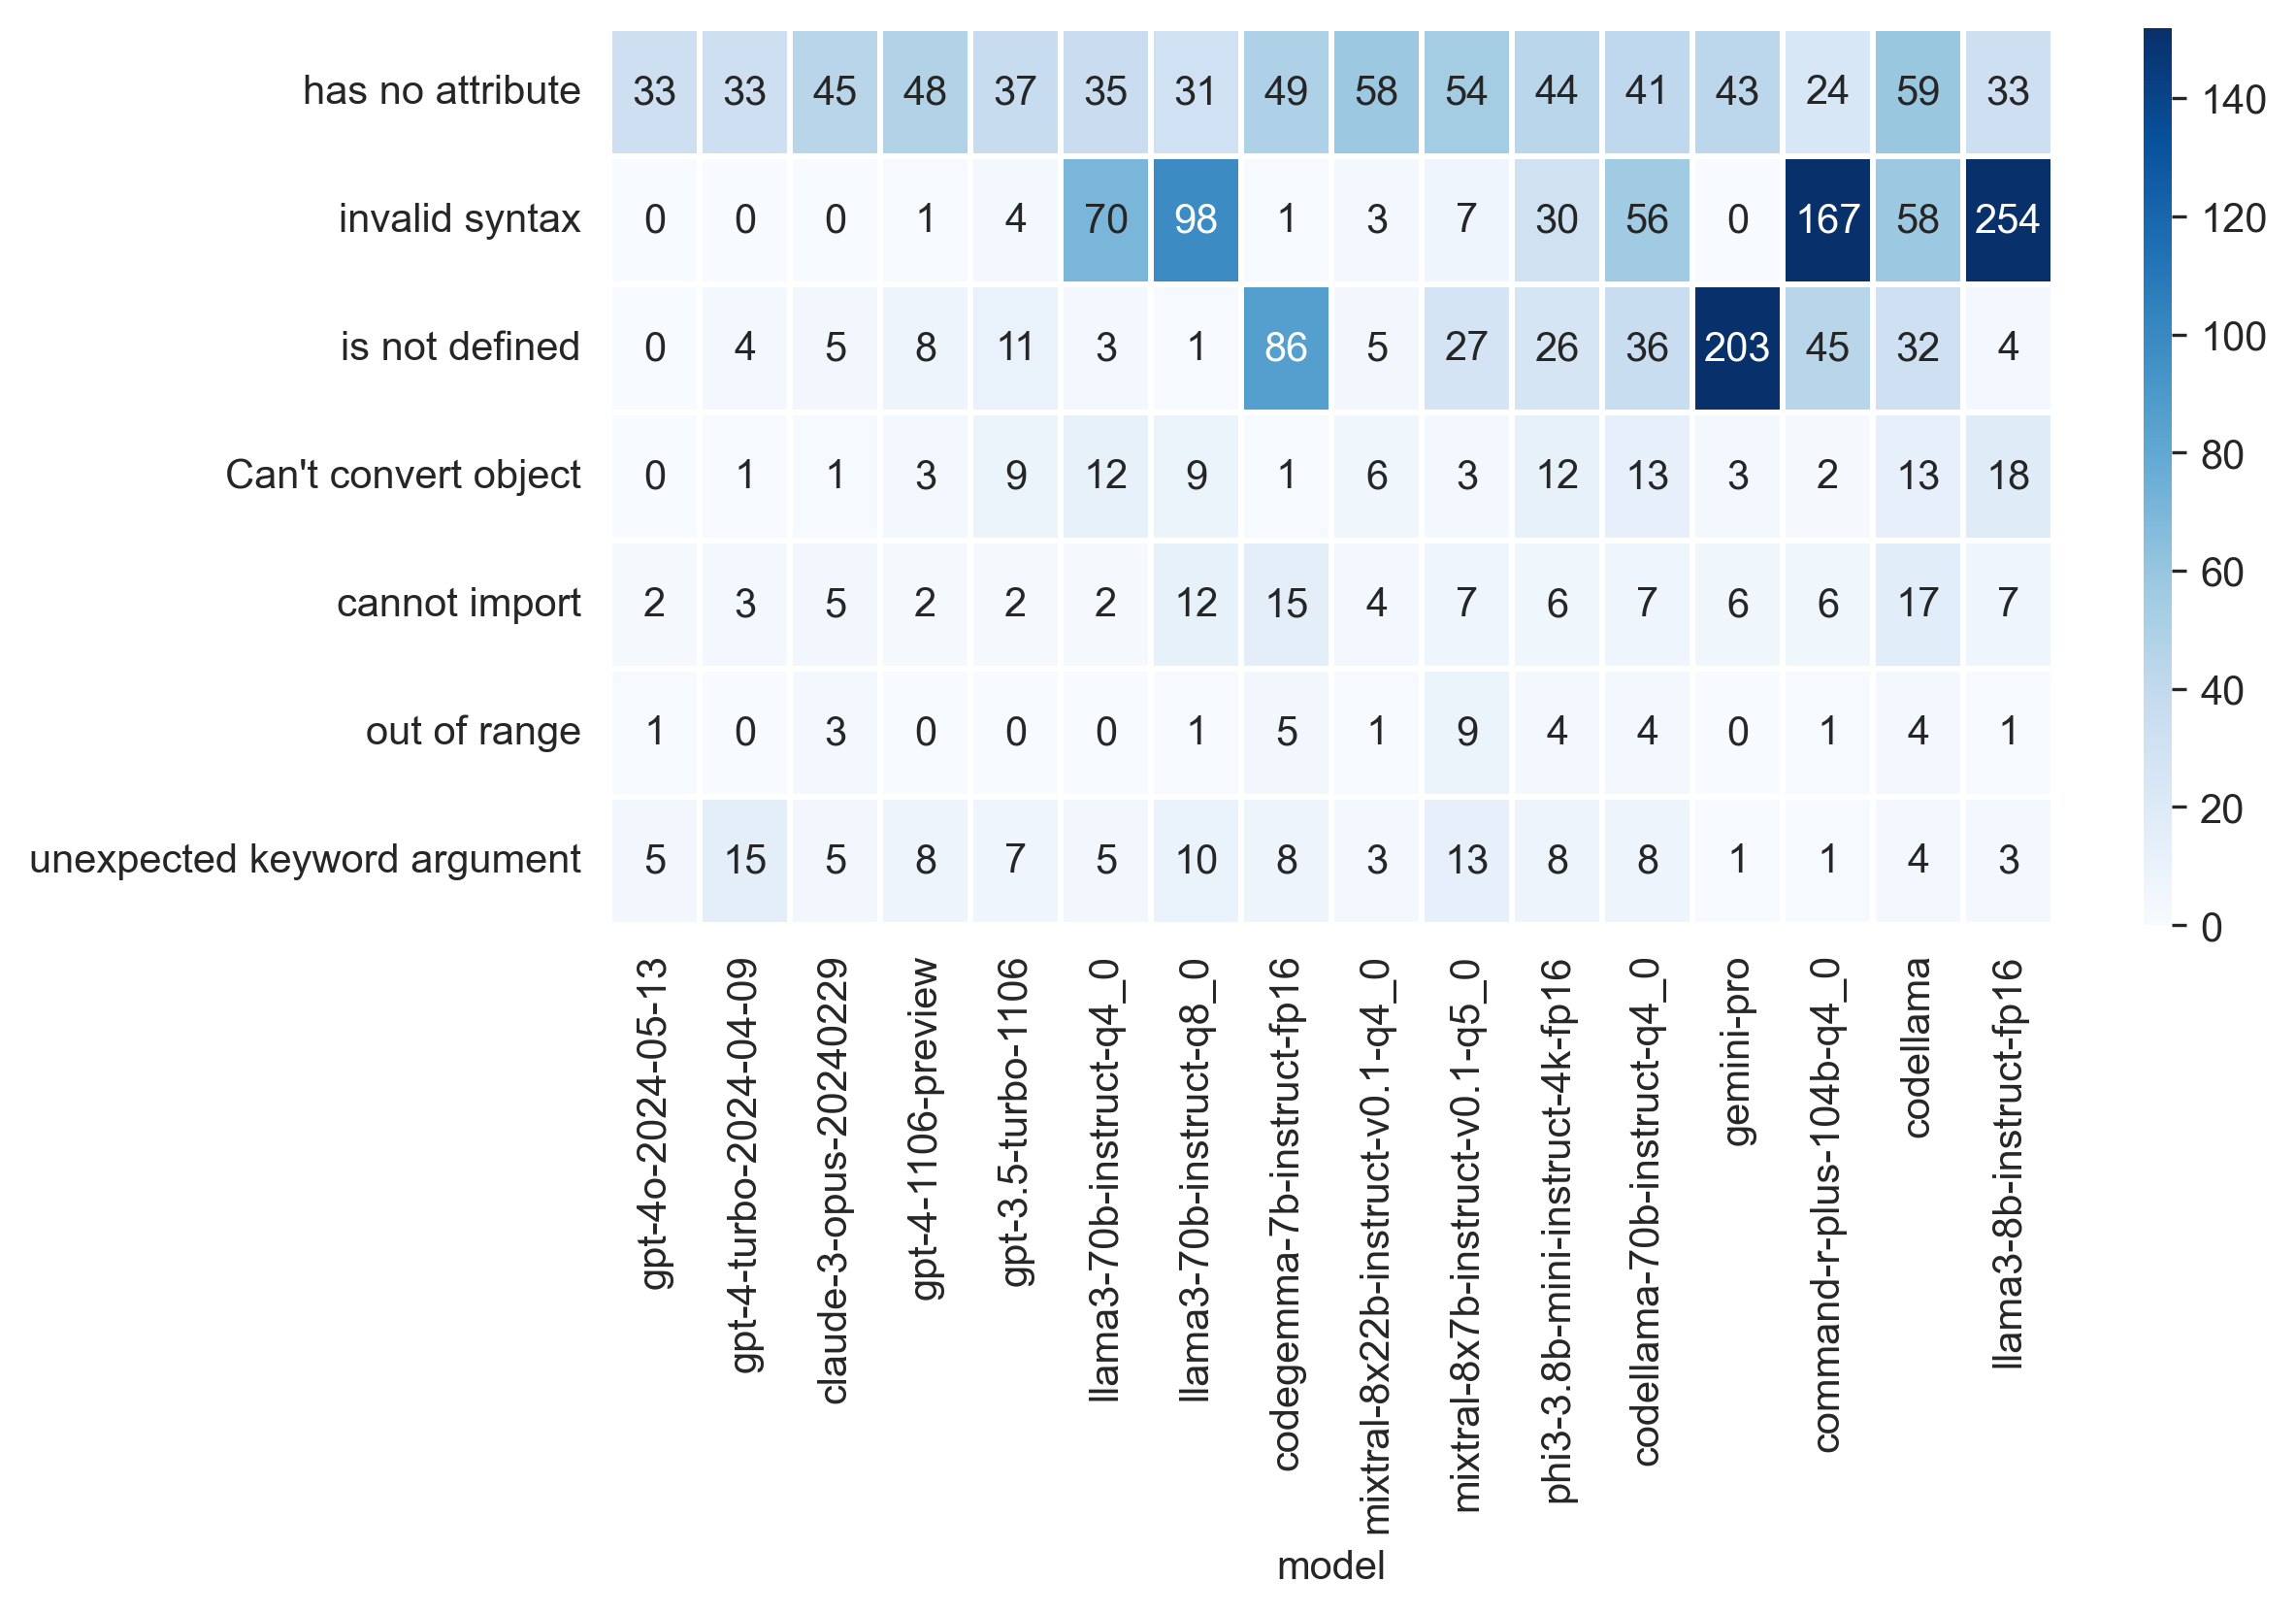 has no attribute 33 33 45 48 37 35 31 49 58 54 44 41 43 24 59 33
invalid syntax 0 0 0 1 4 70 98 1 3 7 30 56 0 167 58 254
is not defined 0 4 5 8 11 3 1 86 5 27 26 36 203 45 32 4
Can't convert object 0 1 1 3 9 12 9 1 6 3 12 13 3 2 13 18
cannot import 2 3 5 2 2 2 12 15 4 7 6 7 6 6 17 7
out of range 1 0 3 0 0 0 1 5 1 9 4 4 0 1 4 1
unexpected keyword argument 5 15 5 8 7 5 10 8 3 13 8 8 1 1 4 3
gpt-4o-2024-05-13
gpt-4-turbo-2024-04-09
claude-3-opus-20240229
gpt-4-1106-preview
gpt-3.5-turbo-1106
llama3-70b-instruct-q4_0
llama3-70b-instruct-q8_0
codegemma-7b-instruct-fp16
mixtral-8x22b-instruct-v0.1-q4_0
mixtral-8x7b-instruct-v0.1-q5_0
phi3-3.8b-mini-instruct-4k-fp16
codellama-70b-instruct-q4_0
gemini-pro
command-r-plus-104b-q4_0
codellama
llama3-8b-instruct-fp16
model
140
120
100
80
60
40
20
0